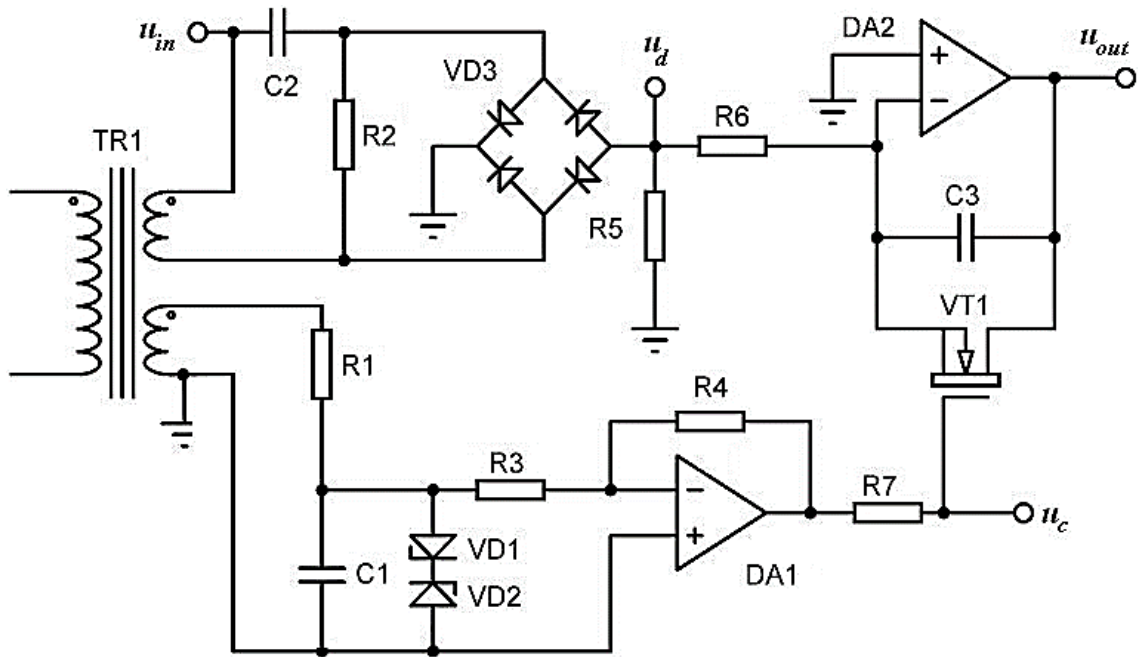 u_in
C2
VD3
u_d
DA2
u_out
+
−
R2
R6
TR1
C3
R5
VT1
R1
R4
R3
R7
−
+
u_c
VD1
C1
VD2
DA1